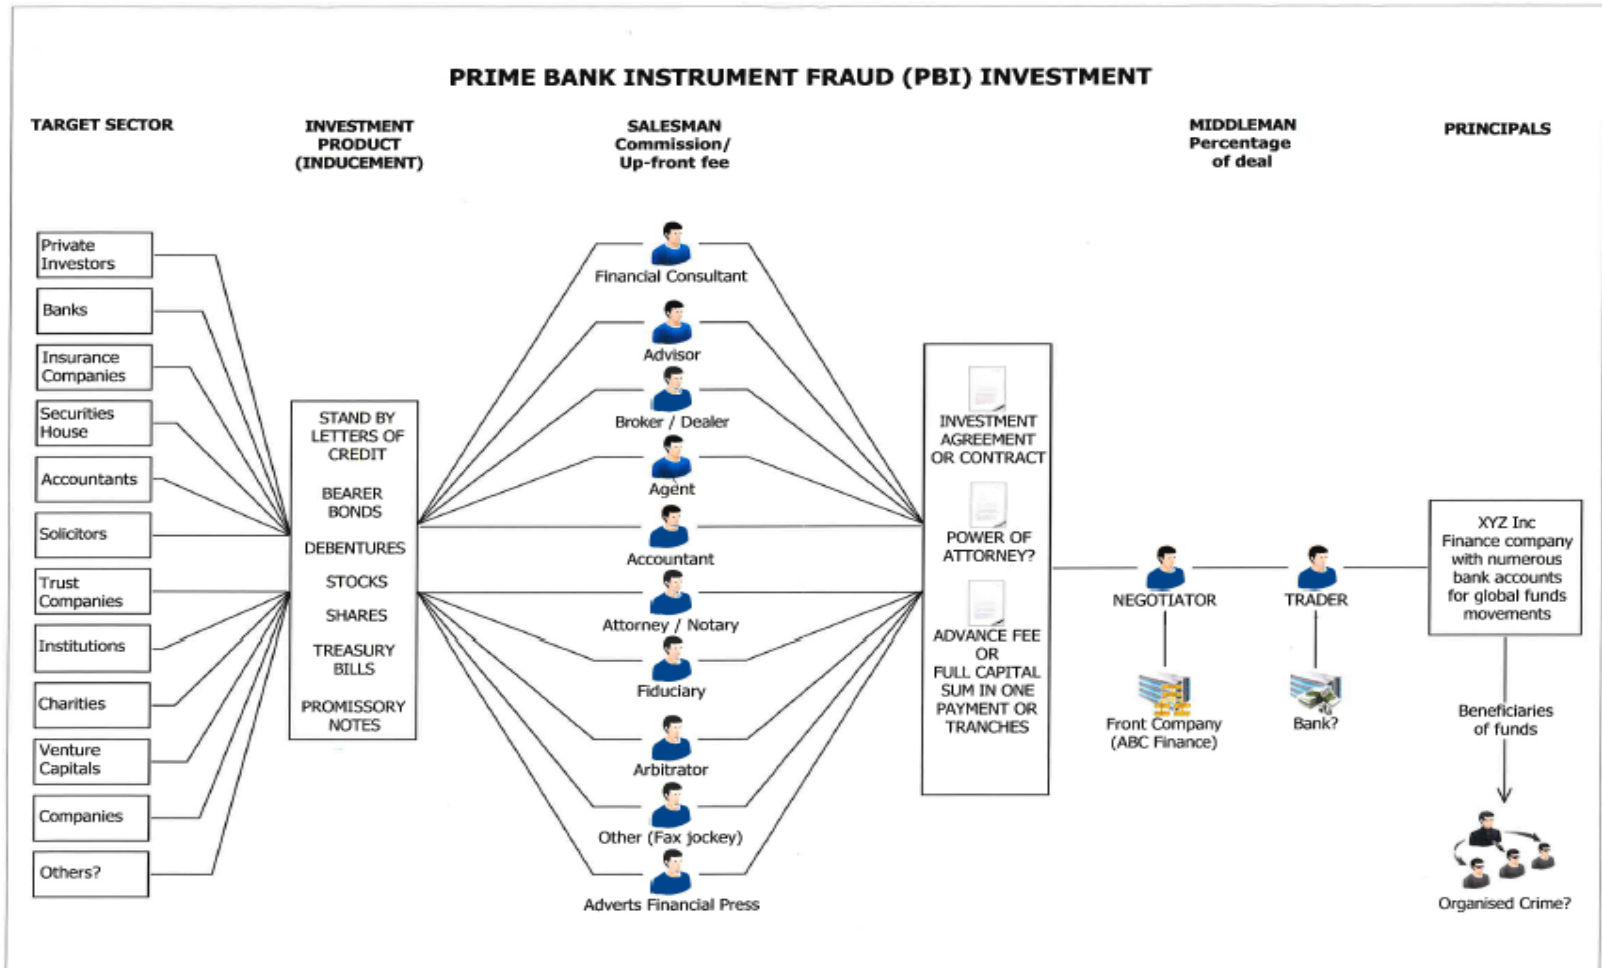 PRIME BANK INSTRUMENT FRAUD (PBI) INVESTMENT
TARGET SECTOR
INVESTMENT
PRODUCT
(INDUCEMENT)
SALESMAN
Commission/
Up-front fee
MIDDLEMAN
Percentage
of deal
PRINCIPALS
Private
Investors
Banks
Insurance
Companies
Securities
House
Accountants
Solicitors
Trust
Companies
Institutions
Charities
Venture
Capitals
Companies
Others?
STAND BY
LETTERS OF
CREDIT
BEARER
BONDS
DEBENTURES
STOCKS
SHARES
TREASURY
BILLS
PROMISSORY
NOTES
Financial Consultant
Advisor
Broker / Dealer
Agent
Accountant
Attorney / Notary
Fiduciary
Arbitrator
Other (Fax jockey)
Adverts Financial Press
INVESTMENT
AGREEMENT
OR CONTRACT
POWER OF
ATTORNEY?
ADVANCE FEE
OR
FULL CAPITAL
SUM IN ONE
PAYMENT OR
TRANCHES
NEGOTIATOR
Front Company
(ABC Finance)
TRADER
Bank?
XYZ Inc
Finance company
with numerous
bank accounts
for global funds
movements
Beneficiaries
of funds
Organised Crime?